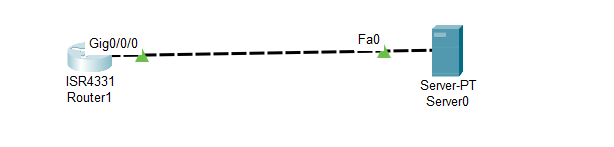 Gig0/0/0
ISR4331
Router1
Fa0
Server-PT
Server0